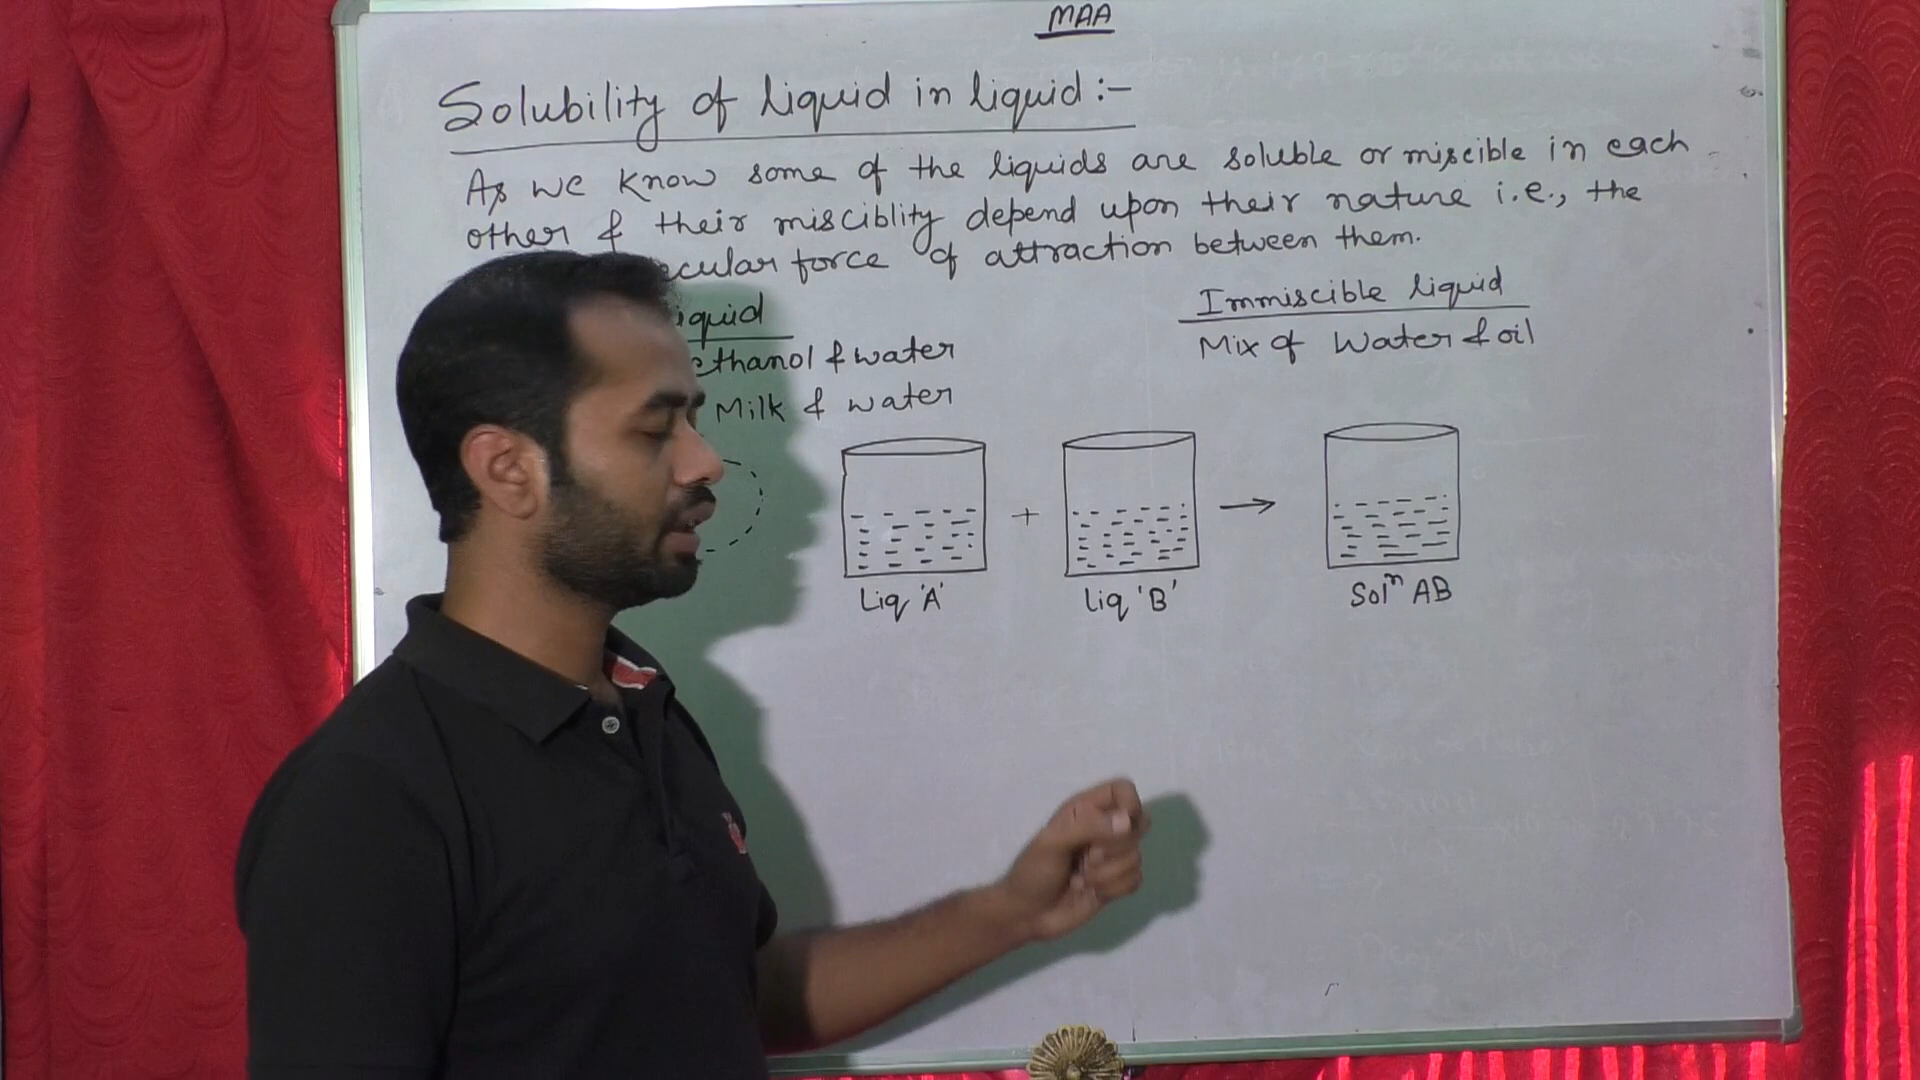 MAA
Solubility of liquid in liquid :-
As we know some of the liquids are soluble or miscible in each
other & their misciblity depend upon their nature i.e., the
ecular force of attraction between them.
iquid
Immiscible liquid
ethanol & water
Mix of Water & oil
Milk & water
+ →
Liq 'A' Liq 'B' Solⁿ AB